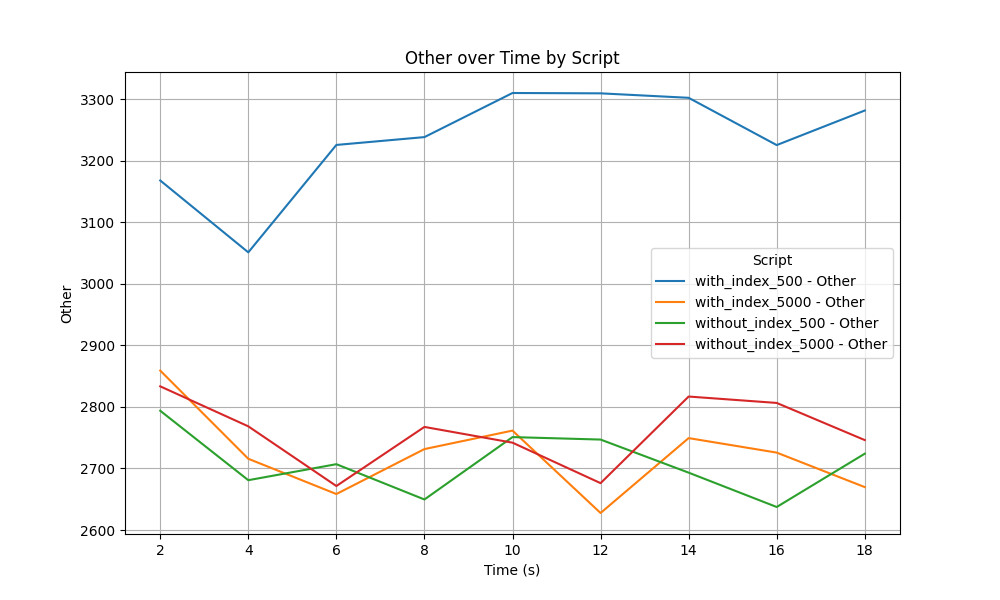 Other over Time by Script
Other
3300
3200
3100
3000
2900
2800
2700
2600
Script
with_index_500 - Other
with_index_5000 - Other
without_index_500 - Other
without_index_5000 - Other
2 4 6 8 10 12 14 16 18
Time (s)